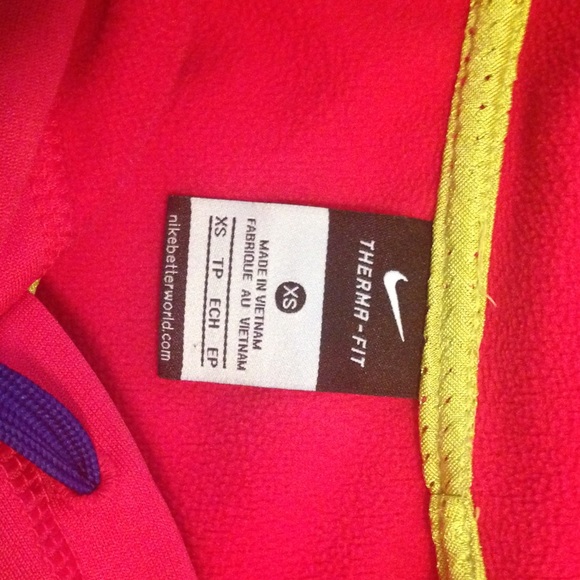 THERMA-FIT
XS
MADE IN VIETNAM
FABRIQUE AU VIETNAM
XS TP ECH EP
nikebetterworld.com